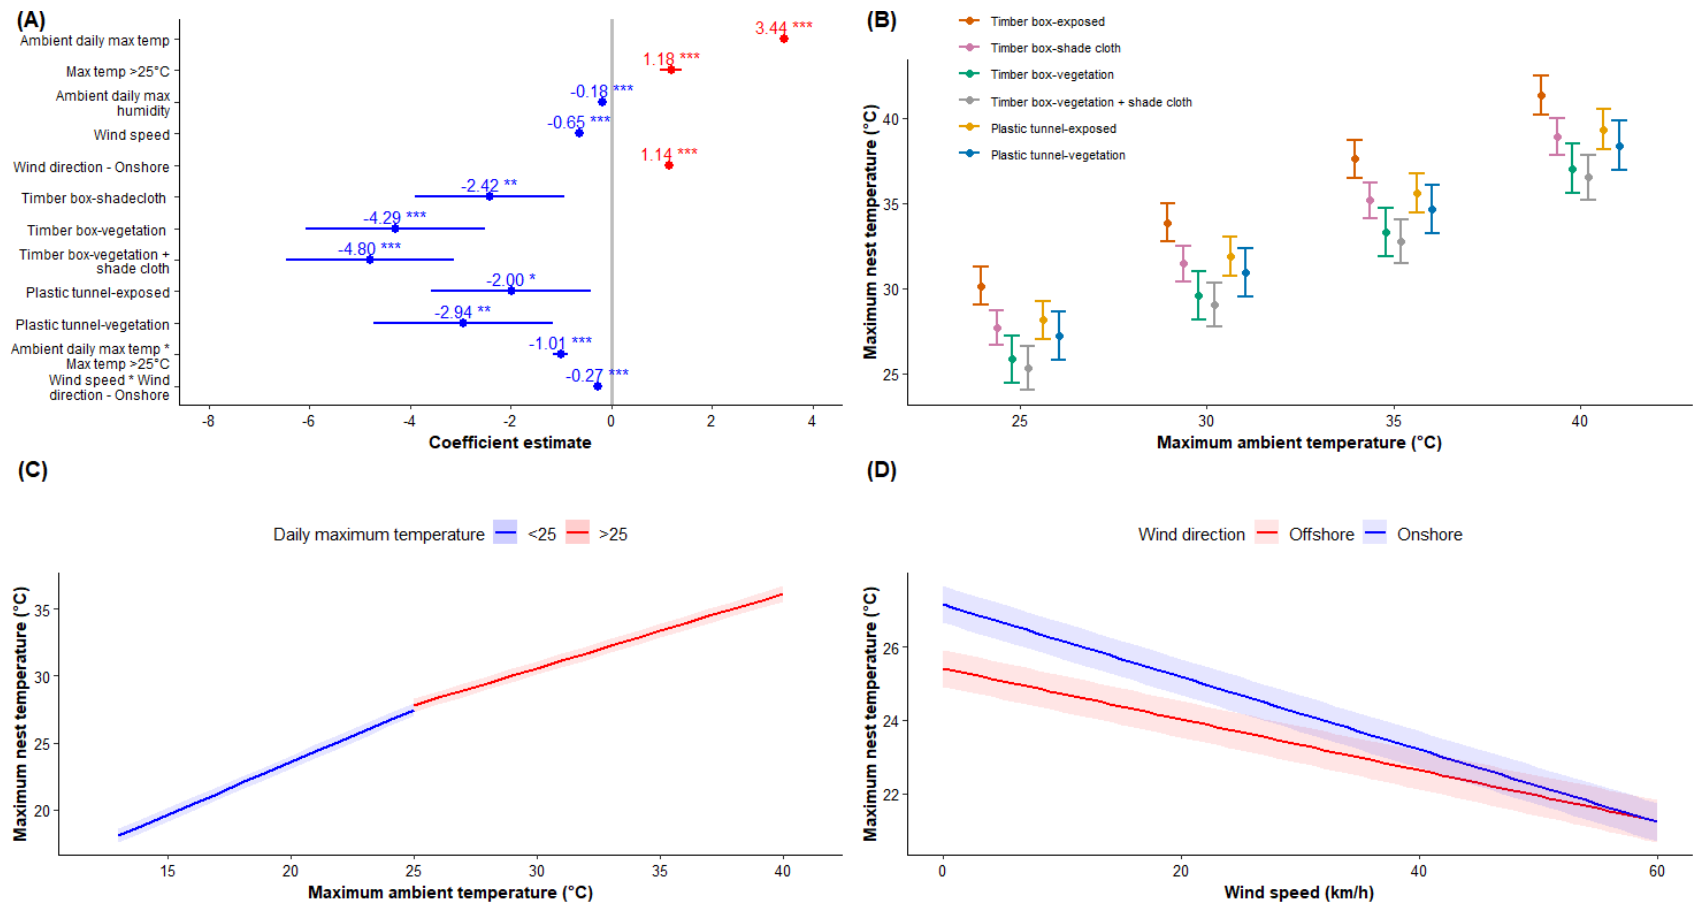 (A)
Ambient daily max temp
Max temp >25°C
Ambient daily max
humidity
Wind speed
Wind direction - Onshore
Timber box-shadecloth
Timber box-vegetation
Timber box-vegetation +
shade cloth
Plastic tunnel-exposed
Plastic tunnel-vegetation
Ambient daily max temp *
Max temp >25°C
Wind speed * Wind
direction - Onshore
3.44 ***
1.18 ***
-0.18 ***
-0.65 ***
1.14 ***
-2.42 **
-4.29 ***
-4.80 ***
-2.00 *
-2.94 **
-1.01 ***
-0.27 ***
-8 -6 -4 -2 0 2 4
Coefficient estimate
(B)
Timber box-exposed
Timber box-shade cloth
Timber box-vegetation
Timber box-vegetation + shade cloth
Plastic tunnel-exposed
Plastic tunnel-vegetation
Maximum nest temperature (°C)
40
35
30
25
25 30 35 40
Maximum ambient temperature (°C)
(C)
Daily maximum temperature <25 >25
Maximum nest temperature (°C)
35
30
25
20
15 20 25 30 35 40
Maximum ambient temperature (°C)
(D)
Wind direction Offshore Onshore
Maximum nest temperature (°C)
26
24
22
0 20 40 60
Wind speed (km/h)